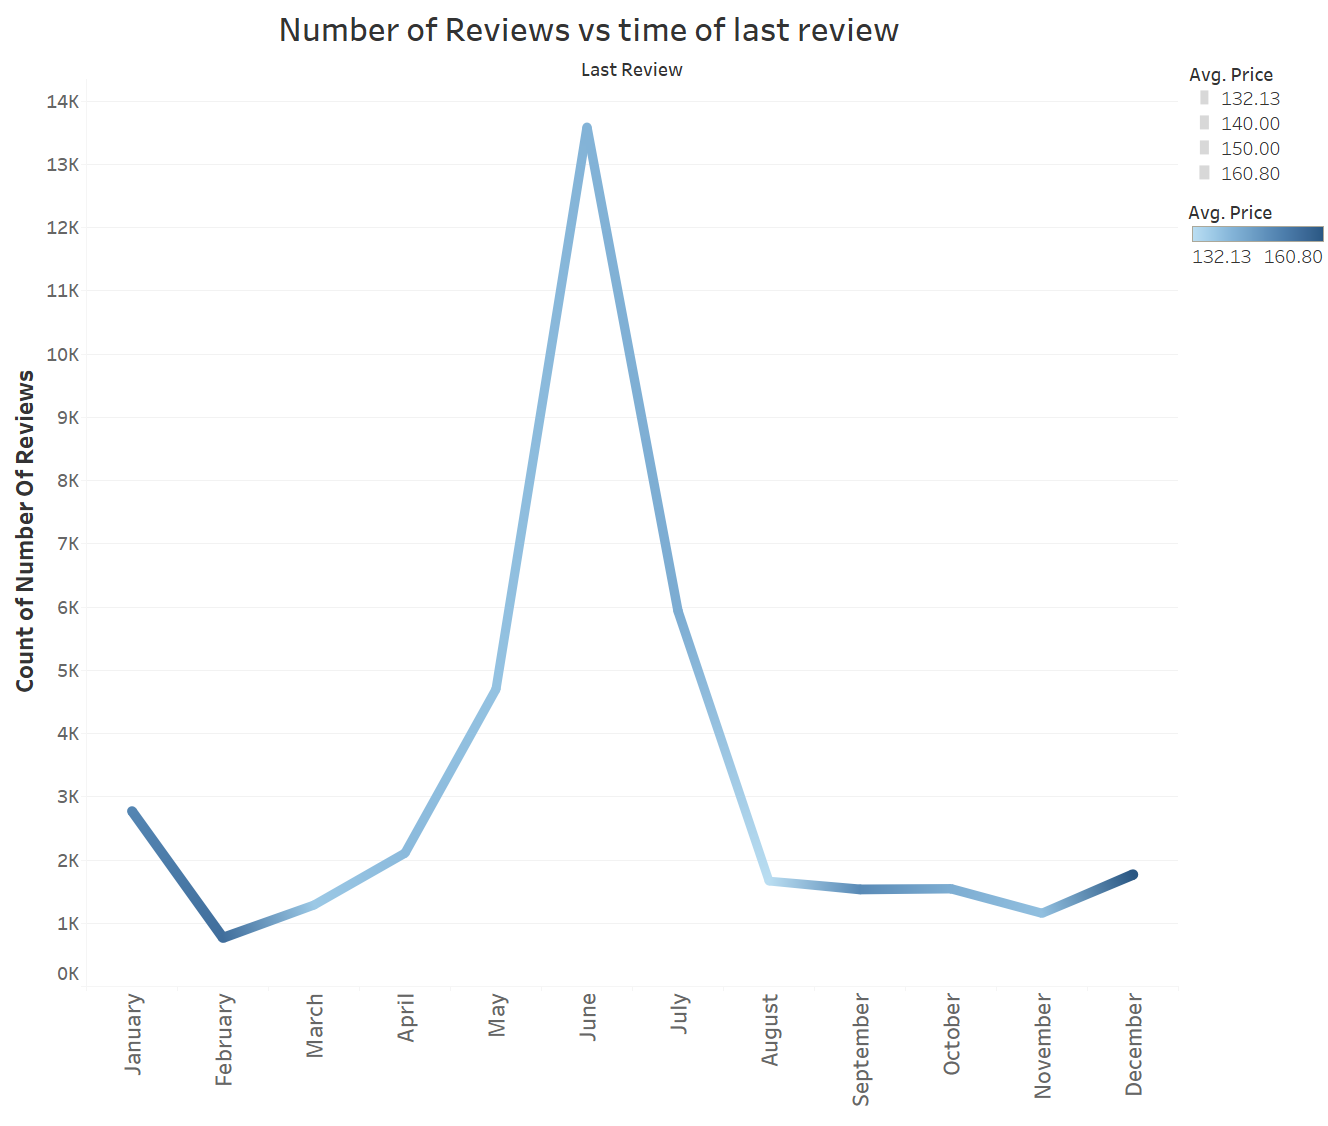 Number of Reviews vs time of last review
Last Review
Avg. Price
132.13
140.00
150.00
160.80
Avg. Price
132.13 160.80
Count of Number Of Reviews
14K
13K
12K
11K
10K
9K
8K
7K
6K
5K
4K
3K
2K
1K
0K
January
February
March
April
May
June
July
August
September
October
November
December